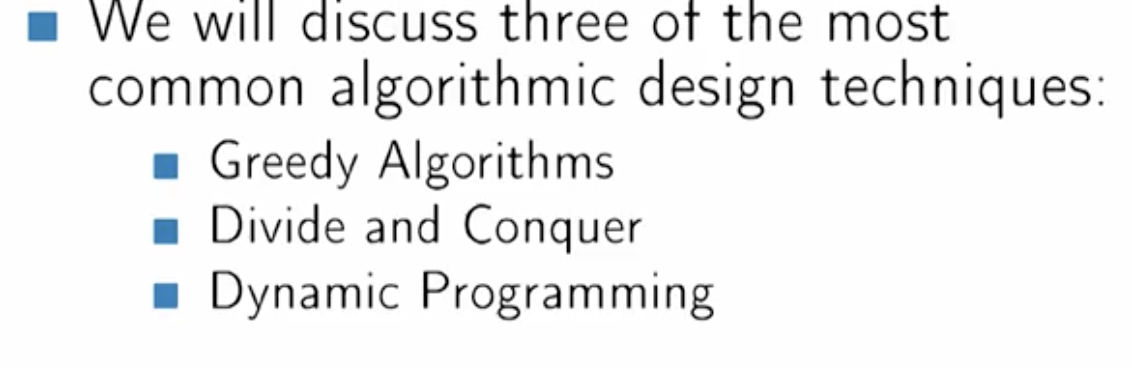 We will discuss three of the most
common algorithmic design techniques:
Greedy Algorithms
Divide and Conquer
Dynamic Programming